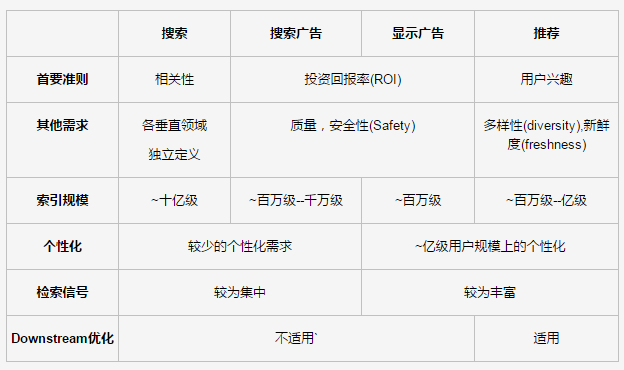 搜索 搜索广告 显示广告 推荐
首要准则 相关性 投资回报率(ROI) 用户兴趣
其他需求 各垂直领域 独立定义 质量，安全性(Safety) 多样性(diversity),新鲜
度(freshness)
索引规模 ~十亿级 ~百万级--千万级 ~百万级 ~百万级--亿级
个性化 较少的个性化需求 ~亿级用户规模上的个性化
检索信号 较为集中 较为丰富
Downstream优化 不适用` 适用